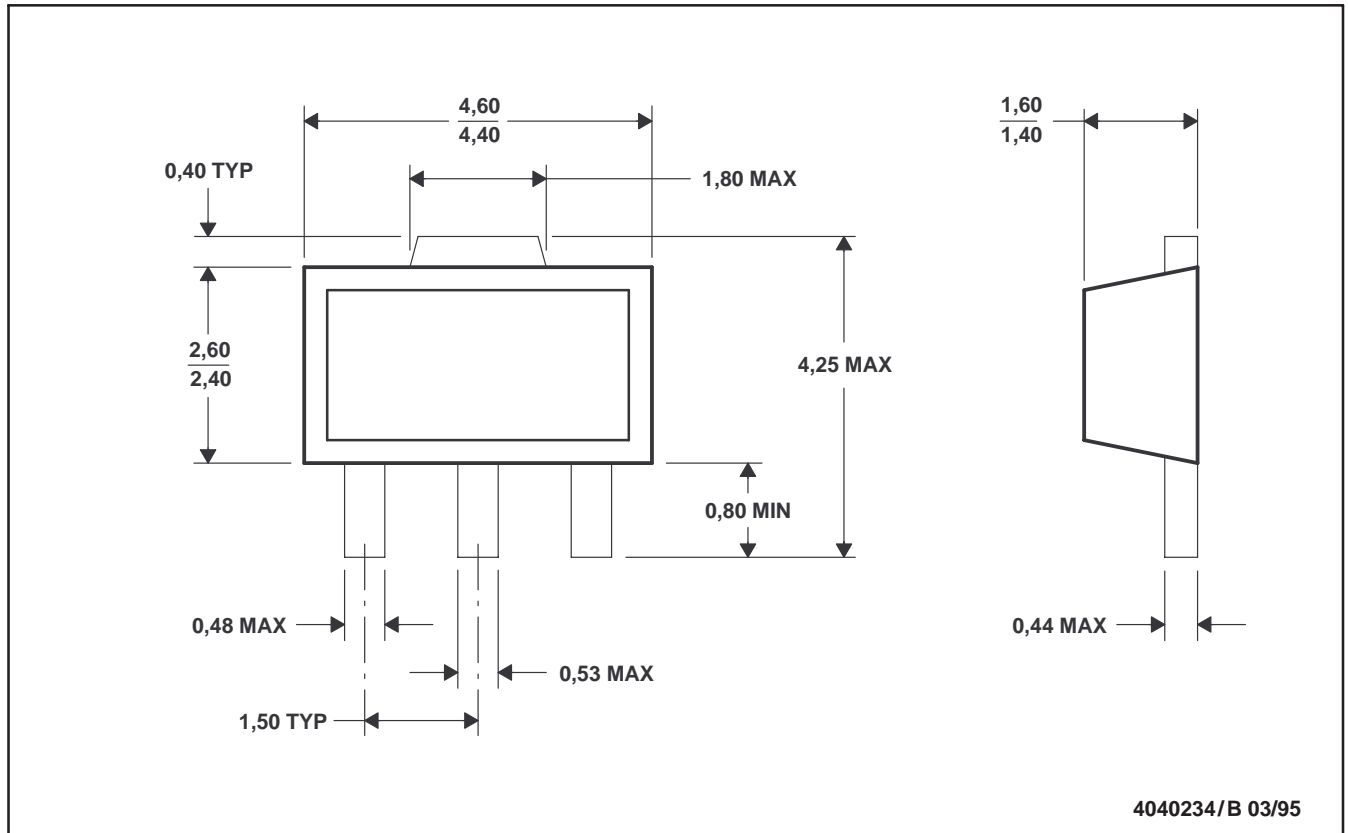 4,60
4,40
1,60
1,40
0,40 TYP
1,80 MAX
2,60
2,40
4,25 MAX
0,80 MIN
0,48 MAX
0,44 MAX
0,53 MAX
1,50 TYP
4040234/B 03/95